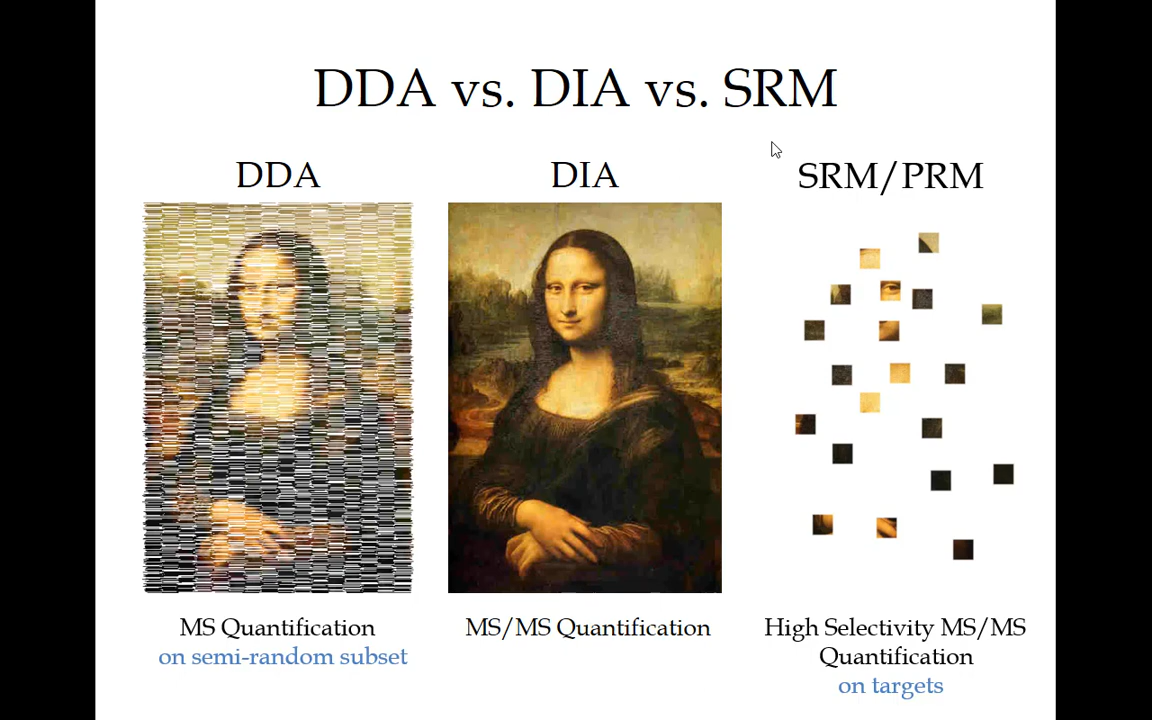 DDA vs. DIA vs. SRM
DDA
DIA
SRM/PRM
MS Quantification
on semi-random subset
MS/MS Quantification
High Selectivity MS/MS
Quantification
on targets